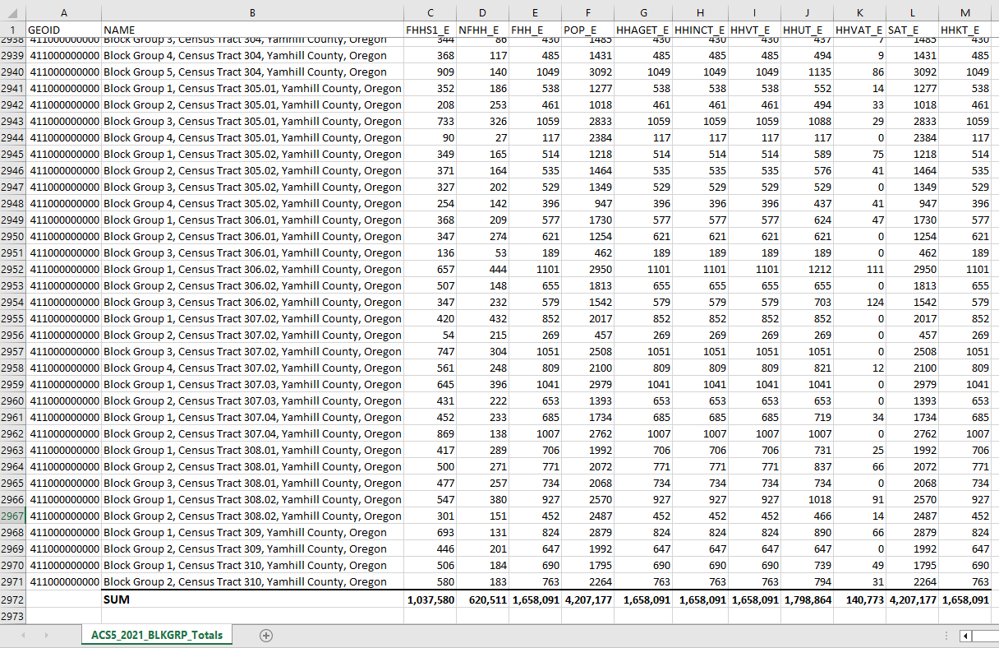 A B C D E F G H I J K L M
1 GEOID NAME FHHS1_E NFHH_E FHH_E POP_E HHAGET_E HHINCT_E HHVT_E HHUT_E HHVAT_E SAT_E HHKT_E
2938 411000000000 Block Group 3, Census Tract 304, Yamhill County, Oregon 344 86 430 1485 430 430 430 437 7 1485 430
2939 411000000000 Block Group 4, Census Tract 304, Yamhill County, Oregon 368 117 485 1431 485 485 485 494 9 1431 485
2940 411000000000 Block Group 5, Census Tract 304, Yamhill County, Oregon 909 140 1049 3092 1049 1049 1049 1135 86 3092 1049
2941 411000000000 Block Group 1, Census Tract 305.01, Yamhill County, Oregon 352 186 538 1277 538 538 538 552 14 1277 538
2942 411000000000 Block Group 2, Census Tract 305.01, Yamhill County, Oregon 208 253 461 1018 461 461 461 494 33 1018 461
2943 411000000000 Block Group 3, Census Tract 305.01, Yamhill County, Oregon 733 326 1059 2833 1059 1059 1059 1088 29 2833 1059
2944 411000000000 Block Group 4, Census Tract 305.01, Yamhill County, Oregon 90 27 117 2384 117 117 117 117 0 2384 117
2945 411000000000 Block Group 1, Census Tract 305.02, Yamhill County, Oregon 349 165 514 1218 514 514 514 589 75 1218 514
2946 411000000000 Block Group 2, Census Tract 305.02, Yamhill County, Oregon 371 164 535 1464 535 535 535 576 41 1464 535
2947 411000000000 Block Group 3, Census Tract 305.02, Yamhill County, Oregon 327 202 529 1349 529 529 529 529 0 1349 529
2948 411000000000 Block Group 4, Census Tract 305.02, Yamhill County, Oregon 254 142 396 947 396 396 396 437 41 947 396
2949 411000000000 Block Group 1, Census Tract 306.01, Yamhill County, Oregon 368 209 577 1730 577 577 577 624 47 1730 577
2950 411000000000 Block Group 2, Census Tract 306.01, Yamhill County, Oregon 347 274 621 1254 621 621 621 621 0 1254 621
2951 411000000000 Block Group 3, Census Tract 306.01, Yamhill County, Oregon 136 53 189 462 189 189 189 189 0 462 189
2952 411000000000 Block Group 1, Census Tract 306.02, Yamhill County, Oregon 657 444 1101 2950 1101 1101 1101 1212 111 2950 1101
2953 411000000000 Block Group 2, Census Tract 306.02, Yamhill County, Oregon 507 148 655 1813 655 655 655 655 0 1813 655
2954 411000000000 Block Group 3, Census Tract 306.02, Yamhill County, Oregon 347 232 579 1542 579 579 579 703 124 1542 579
2955 411000000000 Block Group 1, Census Tract 307.02, Yamhill County, Oregon 420 432 852 2017 852 852 852 852 0 2017 852
2956 411000000000 Block Group 2, Census Tract 307.02, Yamhill County, Oregon 54 215 269 457 269 269 269 269 0 457 269
2957 411000000000 Block Group 3, Census Tract 307.02, Yamhill County, Oregon 747 304 1051 2508 1051 1051 1051 1051 0 2508 1051
2958 411000000000 Block Group 4, Census Tract 307.02, Yamhill County, Oregon 561 248 809 2100 809 809 809 821 12 2100 809
2959 411000000000 Block Group 1, Census Tract 307.03, Yamhill County, Oregon 645 396 1041 2979 1041 1041 1041 1041 0 2979 1041
2960 411000000000 Block Group 2, Census Tract 307.03, Yamhill County, Oregon 431 222 653 1393 653 653 653 653 0 1393 653
2961 411000000000 Block Group 1, Census Tract 307.04, Yamhill County, Oregon 452 233 685 1734 685 685 685 719 34 1734 685
2962 411000000000 Block Group 2, Census Tract 307.04, Yamhill County, Oregon 869 138 1007 2762 1007 1007 1007 1007 0 2762 1007
2963 411000000000 Block Group 1, Census Tract 308.01, Yamhill County, Oregon 417 289 706 1992 706 706 706 731 25 1992 706
2964 411000000000 Block Group 2, Census Tract 308.01, Yamhill County, Oregon 500 271 771 2072 771 771 771 837 66 2072 771
2965 411000000000 Block Group 3, Census Tract 308.01, Yamhill County, Oregon 477 257 734 2068 734 734 734 734 0 2068 734
2966 411000000000 Block Group 1, Census Tract 308.02, Yamhill County, Oregon 547 380 927 2570 927 927 927 1018 91 2570 927
2967 411000000000 Block Group 2, Census Tract 308.02, Yamhill County, Oregon 301 151 452 2487 452 452 452 466 14 2487 452
2968 411000000000 Block Group 1, Census Tract 309, Yamhill County, Oregon 693 131 824 2879 824 824 824 890 66 2879 824
2969 411000000000 Block Group 2, Census Tract 309, Yamhill County, Oregon 446 201 647 1992 647 647 647 647 0 1992 647
2970 411000000000 Block Group 1, Census Tract 310, Yamhill County, Oregon 506 184 690 1795 690 690 690 739 49 1795 690
2971 411000000000 Block Group 2, Census Tract 310, Yamhill County, Oregon 580 183 763 2264 763 763 763 794 31 2264 763
2972 SUM 1,037,580 620,511 1,658,091 4,207,177 1,658,091 1,658,091 1,658,091 1,798,864 140,773 4,207,177 1,658,091
2973
ACS5_2021_BLKGRP_Totals